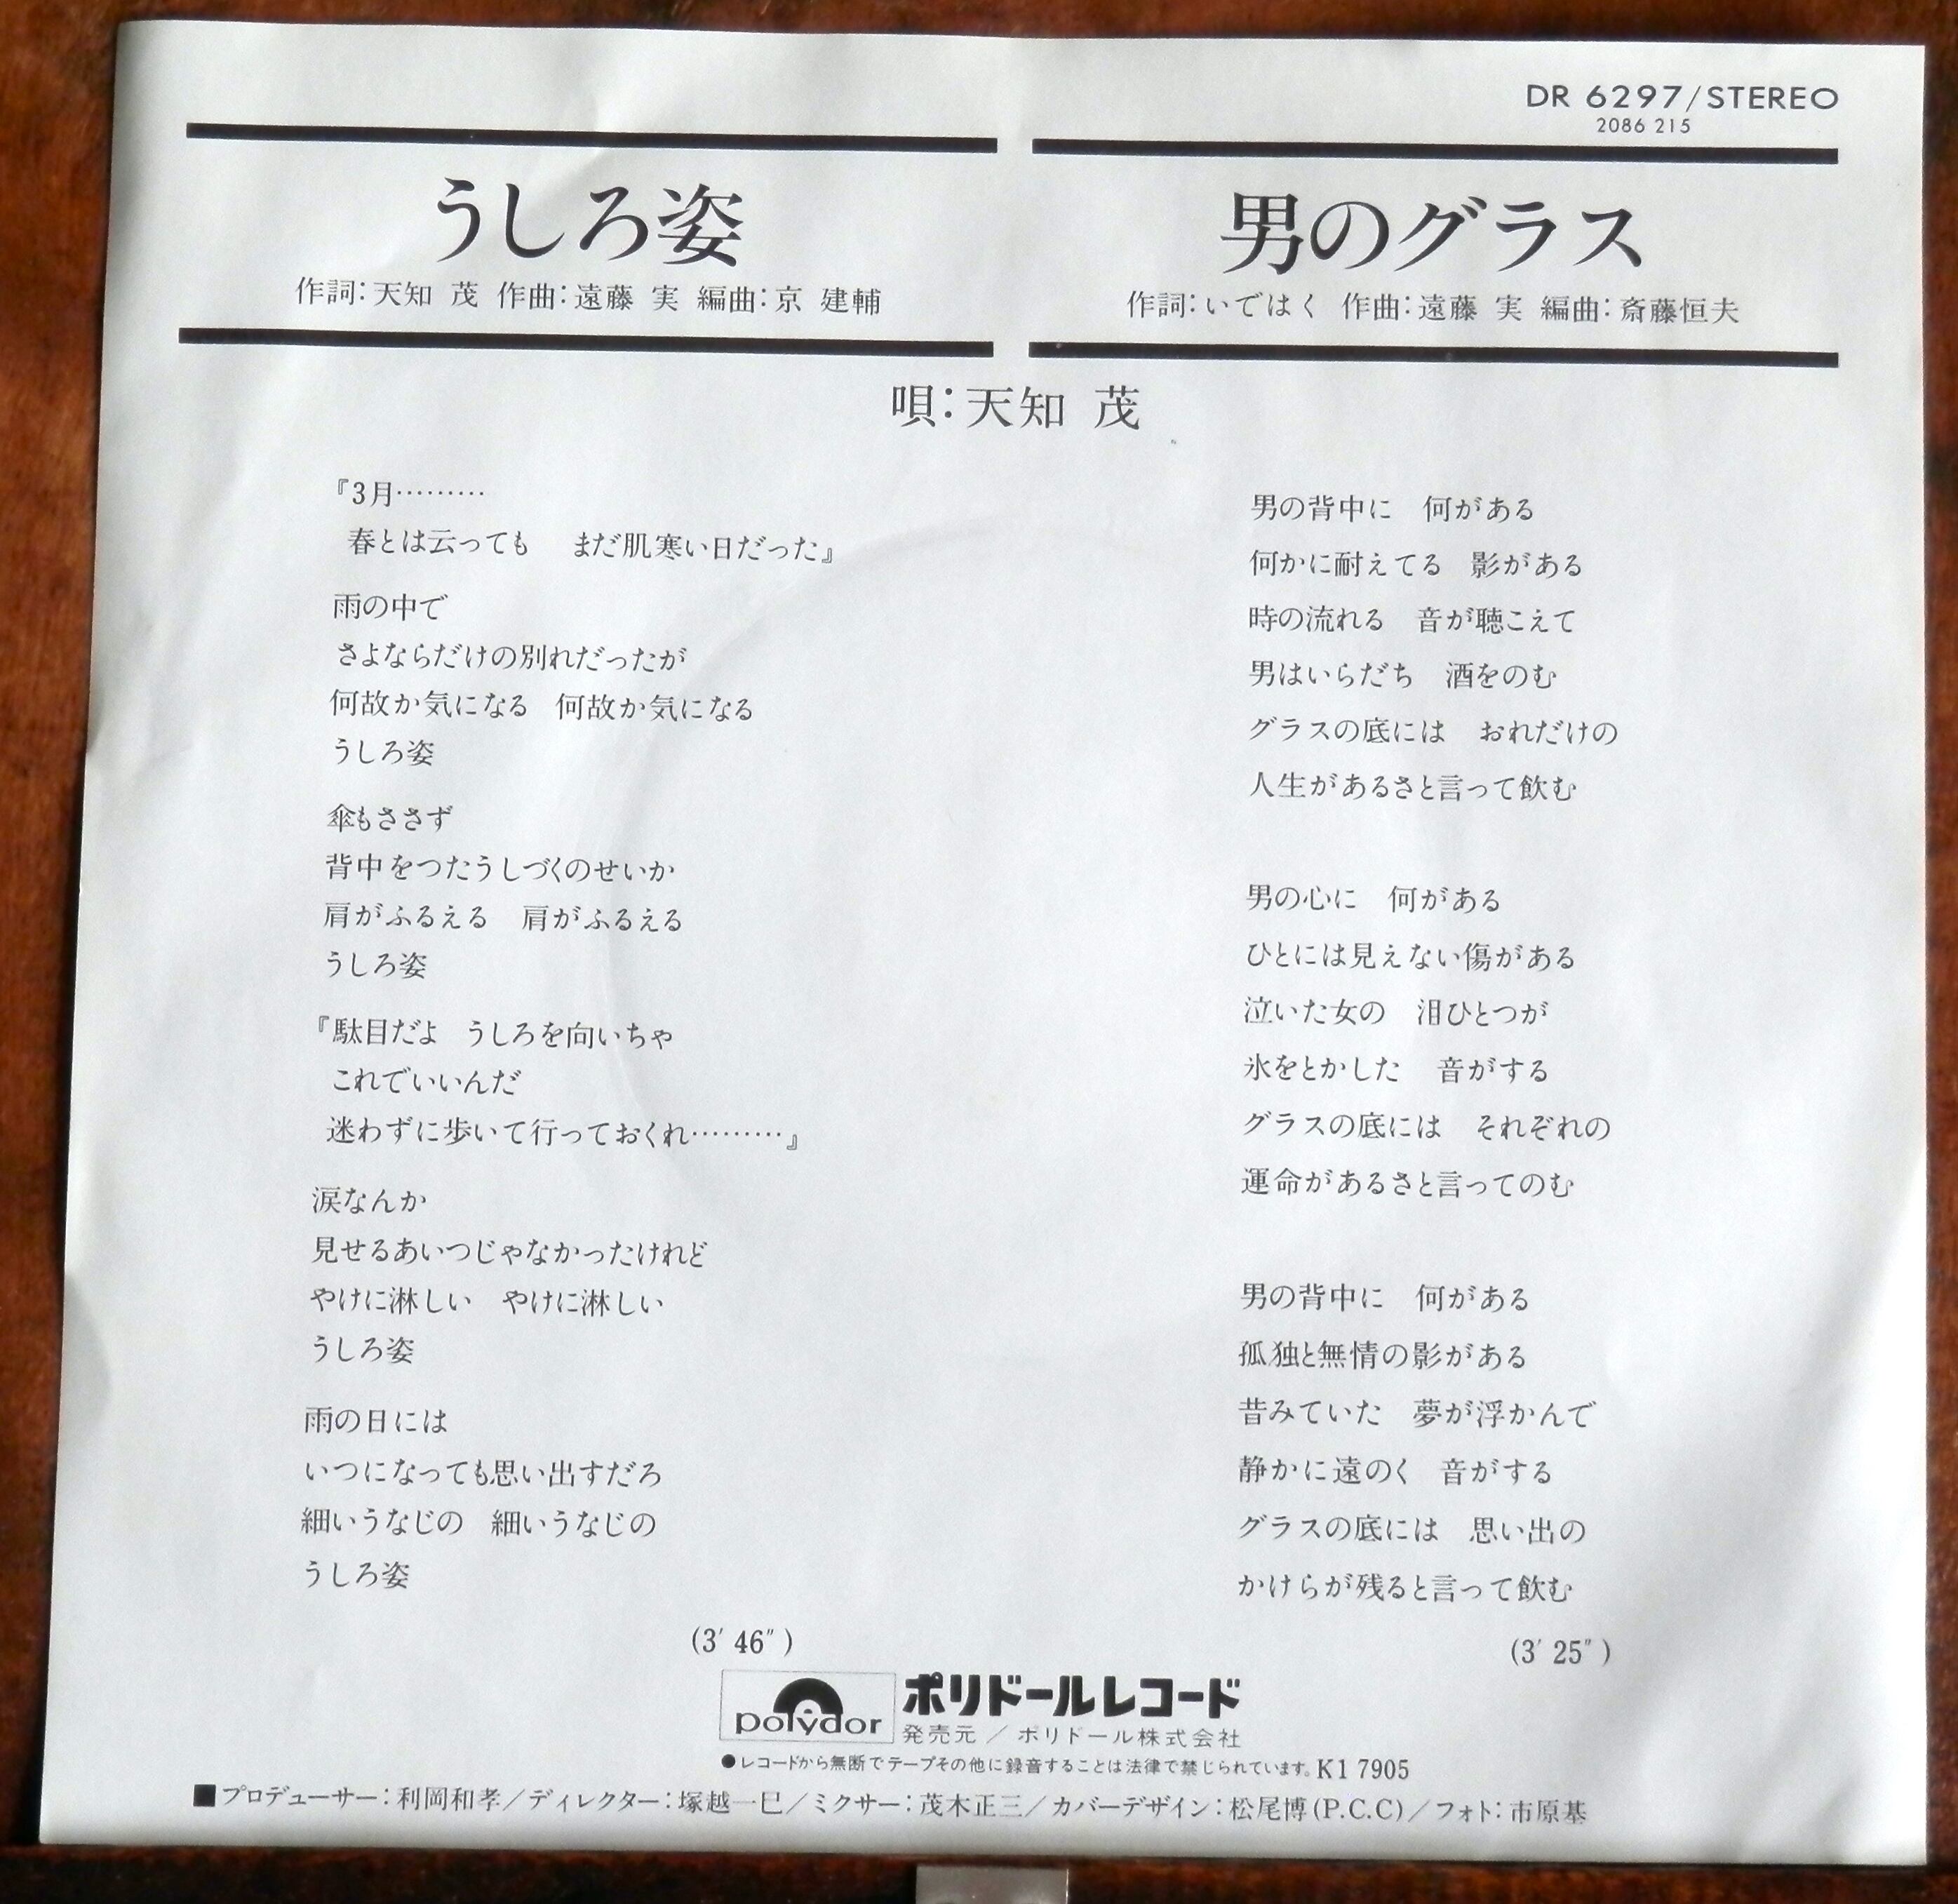 DR 6297/STEREO
2086 215
うしろ姿
作詞:天知 茂 作曲:遠藤 実 編曲:京 建輔
男のグラス
作詞:いではく 作曲:遠藤 実 編曲:斎藤恒夫
唄:天知 茂
『3月………
春とは云っても まだ肌寒い日だった』
雨の中で
さよならだけの別れだったが
何故か気になる 何故か気になる
うしろ姿
傘もささず
背中をつたうしづくのせいか
肩がふるえる 肩がふるえる
うしろ姿
『駄目だよ うしろを向いちゃ
これでいいんだ
迷わずに歩いて行っておくれ………』
涙なんか
見せるあいつじゃなかったけれど
やけに淋しい やけに淋しい
うしろ姿
雨の日には
いつになっても思い出すだろ
細いうなじの 細いうなじの
うしろ姿
(3′ 46″)
男の背中に 何がある
何かに耐えてる 影がある
時の流れる 音が聴こえて
男はいらだち 酒をのむ
グラスの底には おれだけの
人生があるさと言って飲む
男の心に 何がある
ひとには見えない傷がある
泣いた女の 泪ひとつが
氷をとかした 音がする
グラスの底には それぞれの
運命があるさと言ってのむ
男の背中に 何がある
孤独と無情の影がある
昔みていた 夢が浮かんで
静かに遠のく 音がする
グラスの底には 思い出の
かけらが残ると言って飲む
(3′ 25″)
polydor
ポリドールレコード
発売元/ポリドール株式会社
●レコードから無断でテープその他に録音することは法律で禁じられています。K1 7905
■プロデューサー:利岡和孝/ディレクター:塚越一巳/ミクサー:茂木正三/カバーデザイン:松尾博(P.C.C)/フォト:市原基